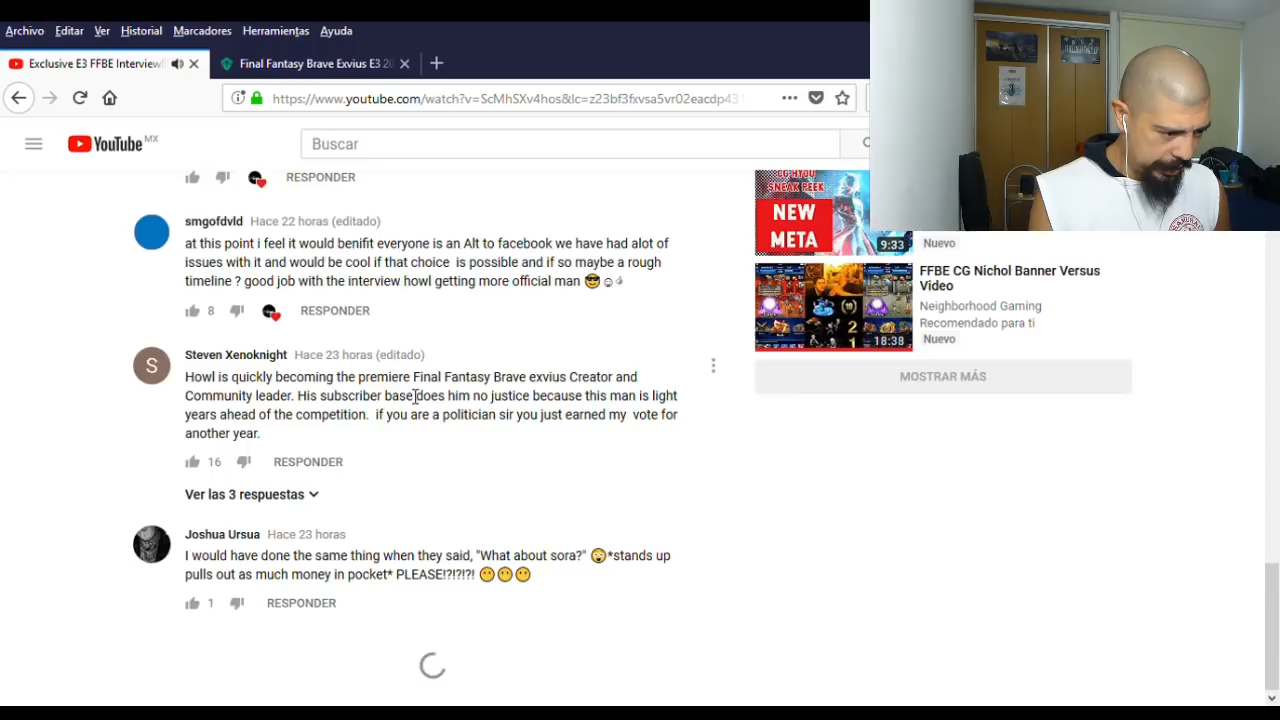 Archivo Editar Ver Historial Marcadores Herramientas Ayuda
Exclusive E3 FFBE Interview!
Final Fantasy Brave Exvius E3 20
https://www.youtube.com/watch?v=ScMhSXv4hos&lc=z23bf3fxvsa5vr02eacdp43
YouTube MX
Buscar
RESPONDER
smgofdvld Hace 22 horas (editado)
at this point i feel it would benifit everyone is an Alt to facebook we have had alot of
issues with it and would be cool if that choice is possible and if so maybe a rough
timeline ? good job with the interview howl getting more official man
8 RESPONDER
S
Steven Xenoknight Hace 23 horas (editado)
Howl is quickly becoming the premiere Final Fantasy Brave exvius Creator and
Community leader. His subscriber base does him no justice because this man is light
years ahead of the competition. if you are a politician sir you just earned my vote for
another year.
16 RESPONDER
Ver las 3 respuestas
Joshua Ursua Hace 23 horas
I would have done the same thing when they said, "What about sora?" *stands up
pulls out as much money in pocket* PLEASE!?!?!?!
1 RESPONDER
CG HYOU
SNEAK PEEK
NEW
META
9:33
Nuevo
FFBE CG Nichol Banner Versus
Video
Neighborhood Gaming
Recomendado para ti
Nuevo
2
1
18:38
MOSTRAR MÁS